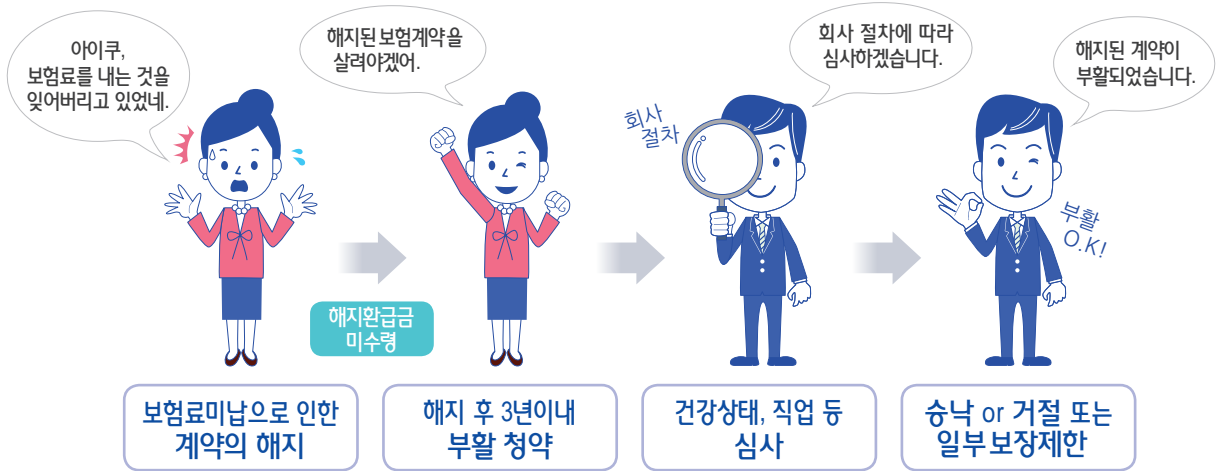 아이쿠,
보험료를 내는 것을
잊어버리고 있었네.
해지된 보험계약을
살려야겠어.
회사 절차에 따라
심사하겠습니다.
해지된 계약이
부활되었습니다.
회사
절차
부활
O.K!
해지환급금
미수령
보험료미납으로 인한
계약의 해지
해지 후 3년이내
부활 청약
건강상태, 직업 등
심사
승낙 or 거절 또는
일부보장제한